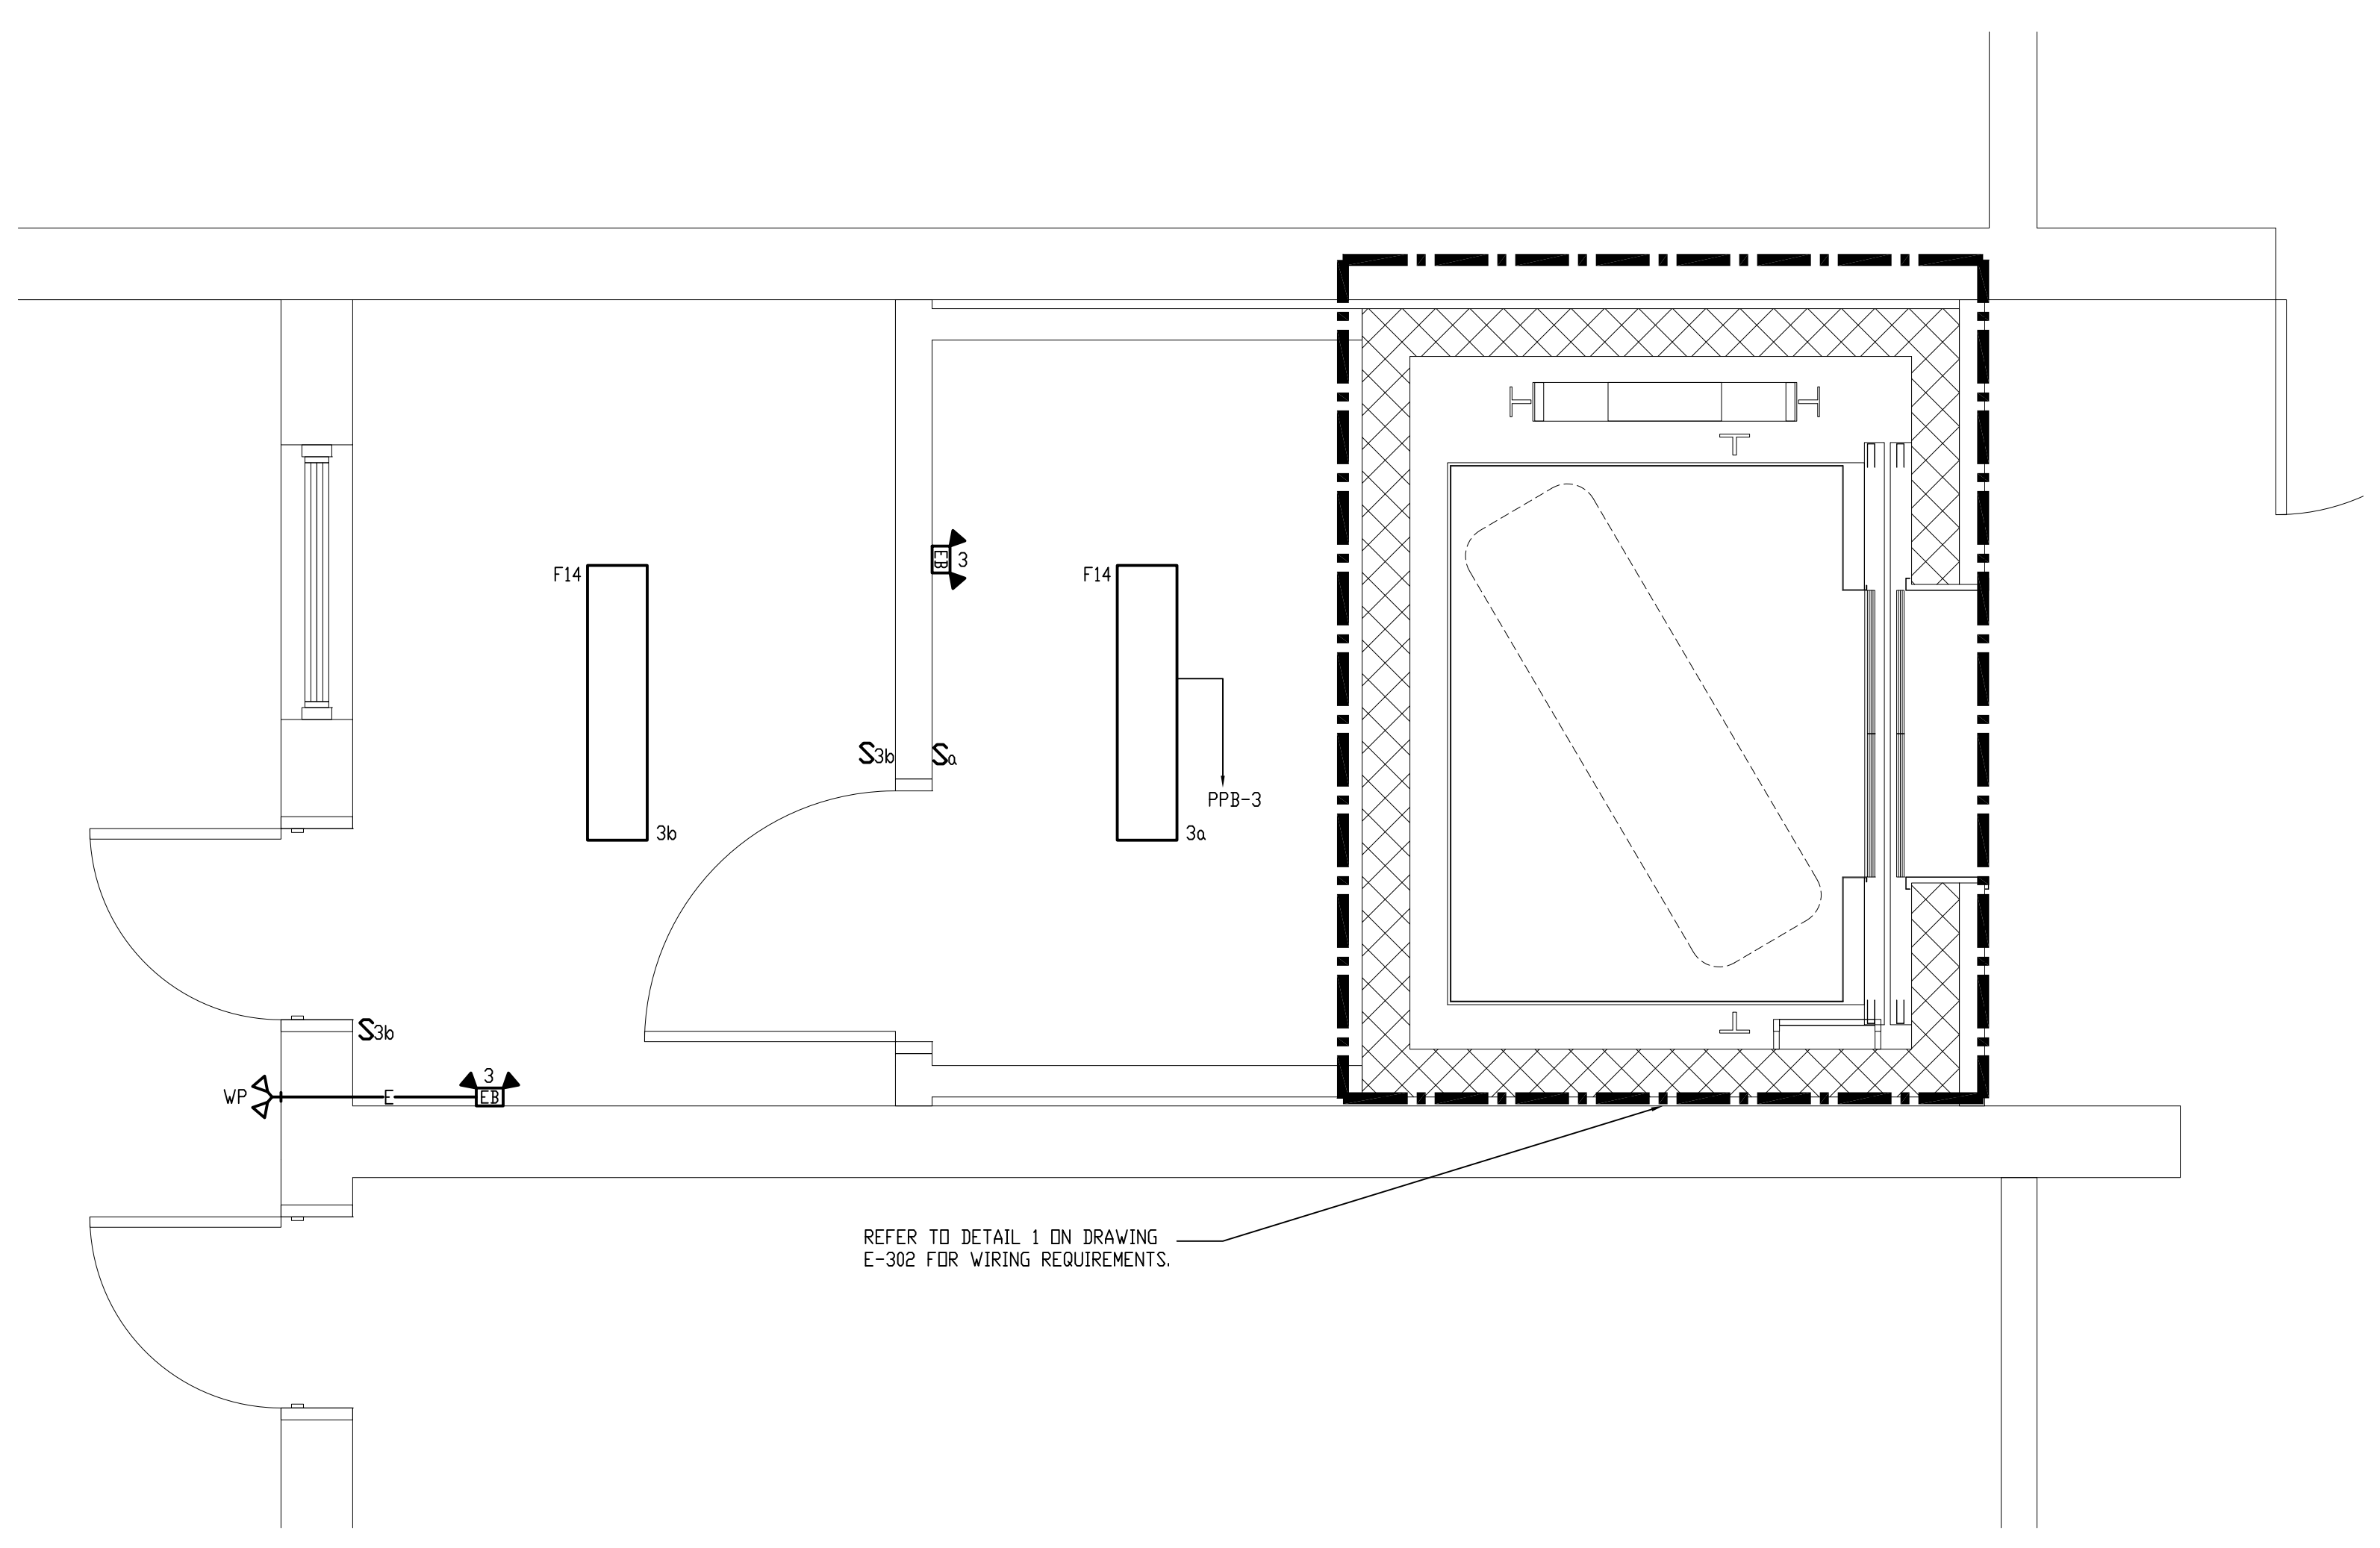 EB
3
F14
F14
S3b
Sa
PPB-3
3b
3a
S3b
3
WP
E
EB
REFER TO DETAIL 1 ON DRAWING
E-302 FOR WIRING REQUIREMENTS.